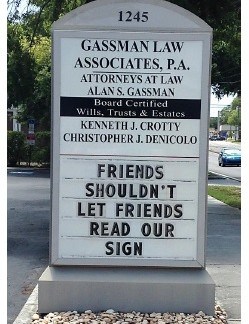 1245
GASSMAN LAW
ASSOCIATES, P.A.
ATTORNEYS AT LAW
ALAN S. GASSMAN
Board Certified
Wills, Trusts & Estates
KENNETH J. CROTTY
CHRISTOPHER J. DENICOLO
FRIENDS
SHOULDN'T
LET FRIENDS
READ OUR
SIGN